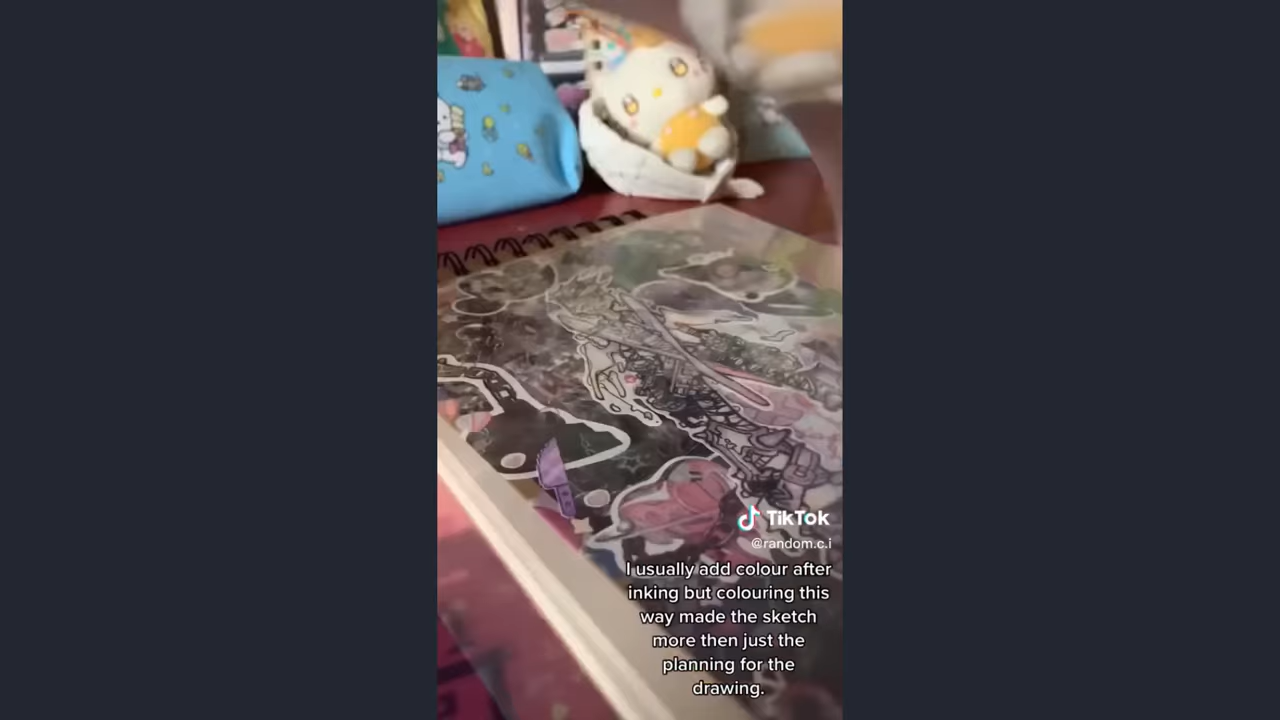 TikTok
@random.c.i
I usually add colour after
inking but colouring this
way made the sketch
more then just the
planning for the
drawing.